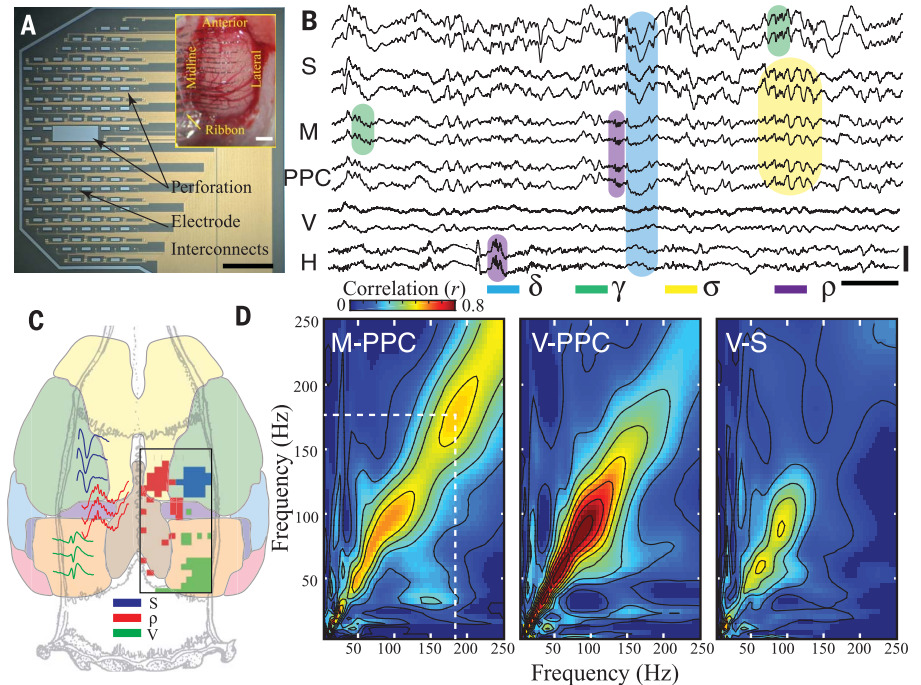 A
Anterior
Midline
Lateral
Ribbon
Perforation
Electrode
Interconnects
B
S
M
PPC
V
H
δ
γ
σ
ρ
C
S
ρ
V
D
Correlation (r)
0
0.8
M-PPC
V-PPC
V-S
Frequency (Hz)
200
150
100
50
50 100 150 200 250
50 100 150 200 250
50 100 150 200 250
Frequency (Hz)